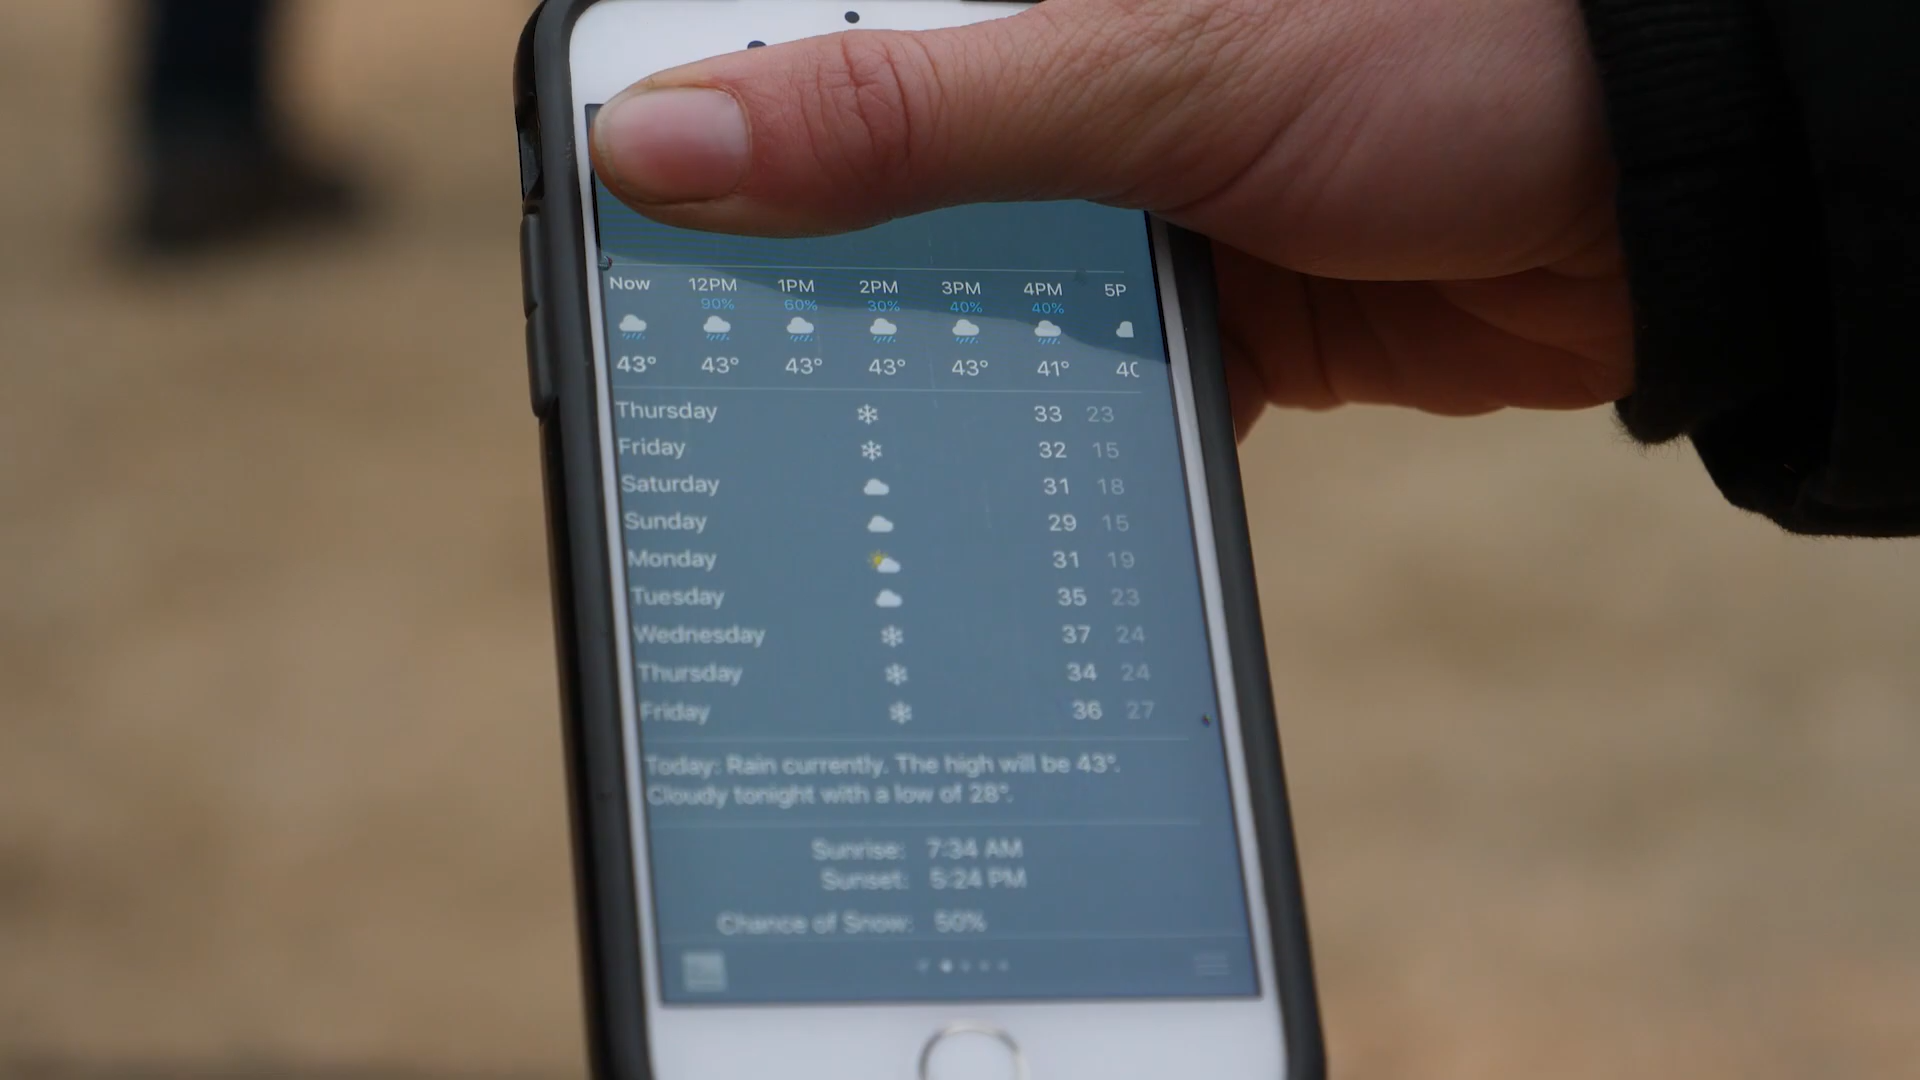 Now 12PM 1PM 2PM 3PM 4PM 5P
90% 60% 30% 40% 40%
43° 43° 43° 43° 43° 41° 40
Thursday 33 23
Friday 32 15
Saturday 31 18
Sunday 29 15
Monday 31 19
Tuesday 35 23
Wednesday 37 24
Thursday 34 24
Friday 36 27
Today: Rain currently. The high will be 43°.
Cloudy tonight with a low of 28°.
Sunrise: 7:34 AM
Sunset: 5:24 PM
Chance of Snow: 50%